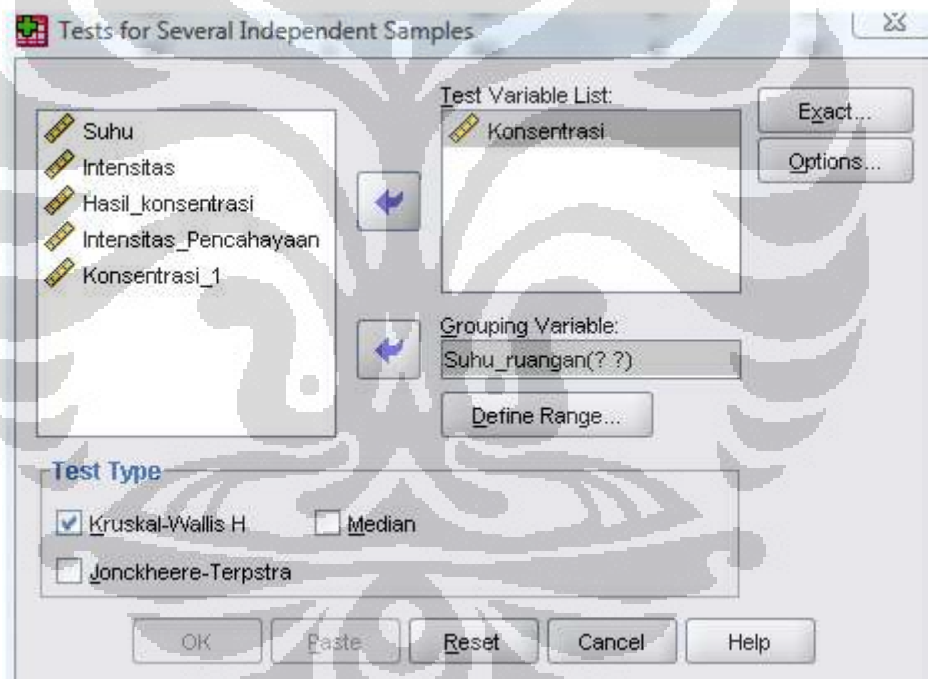 Tests for Several Independent Samples
Suhu
Intensitas
Hasil_konsentrasi
Intensitas_Pencahayaan
Konsentrasi_1
Test Variable List:
Konsentrasi
Exact...
Options...
Grouping Variable:
Suhu_ruangan(? ?)
Define Range...
Test Type
Kruskal-Wallis H
Median
Jonckheere-Terpstra
OK
Paste
Reset
Cancel
Help